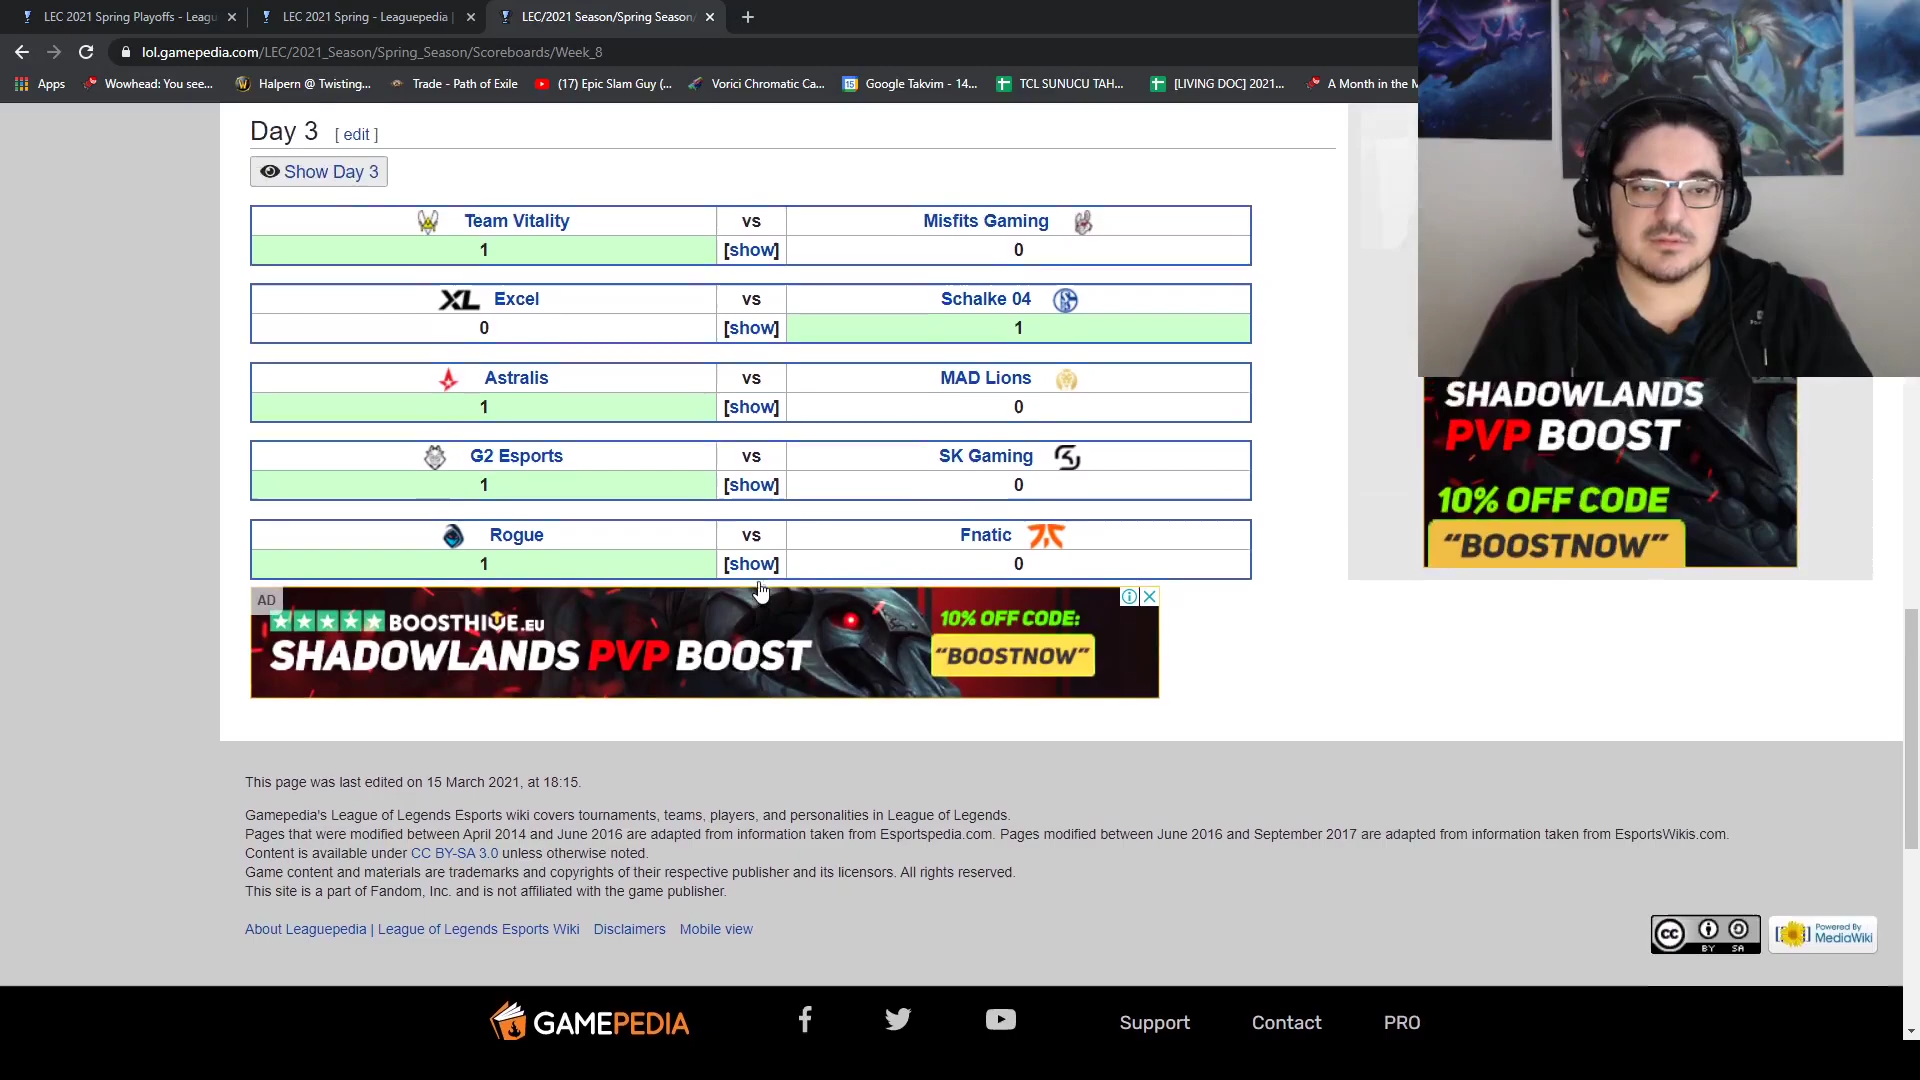 LEC 2021 Spring Playoffs - Leagu
LEC 2021 Spring - Leaguepedia |
LEC/2021 Season/Spring Season/
lol.gamepedia.com/LEC/2021_Season/Spring_Season/Scoreboards/Week_8
Apps
Wowhead: You see...
Halpern @ Twisting...
Trade - Path of Exile
(17) Epic Slam Guy (...
Vorici Chromatic Ca...
Google Takvim - 14...
TCL SUNUCU TAH...
[LIVING DOC] 2021...
A Month in the M
Day 3 [ edit ]
Show Day 3
Team Vitality vs Misfits Gaming
1 [show] 0
XL Excel vs Schalke 04
0 [show] 1
Astralis vs MAD Lions
1 [show] 0
G2 Esports vs SK Gaming
1 [show] 0
Rogue vs Fnatic
1 [show] 0
SHADOWLANDS
PVP BOOST
10% OFF CODE
"BOOSTNOW"
AD
BOOSTHIVE.EU
SHADOWLANDS PVP BOOST
10% OFF CODE:
"BOOSTNOW"
This page was last edited on 15 March 2021, at 18:15.
Gamepedia's League of Legends Esports wiki covers tournaments, teams, players, and personalities in League of Legends.
Pages that were modified between April 2014 and June 2016 are adapted from information taken from Esportspedia.com. Pages modified between June 2016 and September 2017 are adapted from information taken from EsportsWikis.com.
Content is available under CC BY-SA 3.0 unless otherwise noted.
Game content and materials are trademarks and copyrights of their respective publisher and its licensors. All rights reserved.
This site is a part of Fandom, Inc. and is not affiliated with the game publisher.
About Leaguepedia | League of Legends Esports Wiki Disclaimers Mobile view
CC BY SA
Powered By
MediaWiki
GAMEPEDIA
Support
Contact
PRO